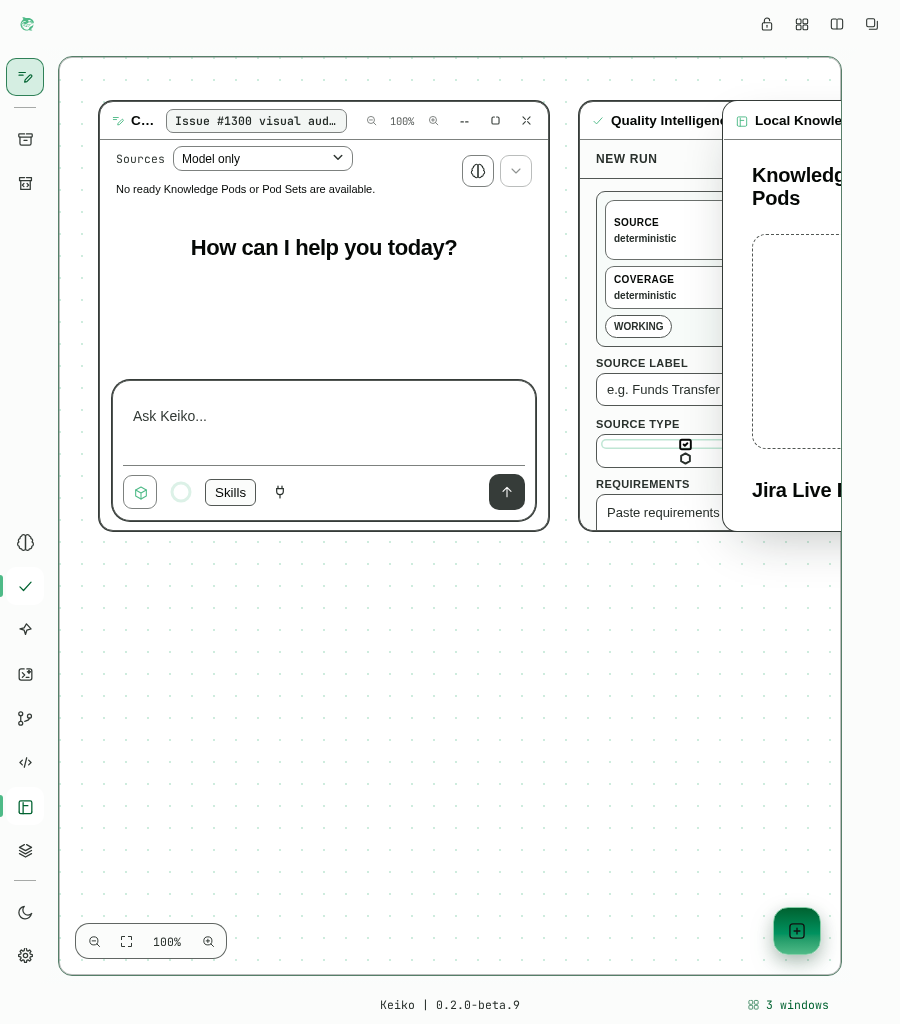 C...
Issue #1300 visual aud…
100%
Sources
Model only
No ready Knowledge Pods or Pod Sets are available.
How can I help you today?
Ask Keiko...
Skills
Quality Intelligenc
NEW RUN
SOURCE
deterministic
COVERAGE
deterministic
WORKING
SOURCE LABEL
e.g. Funds Transfer
SOURCE TYPE
REQUIREMENTS
Paste requirements
Local Knowle
Knowledg
Pods
Jira Live
100%
Keiko | 0.2.0-beta.9
3 windows